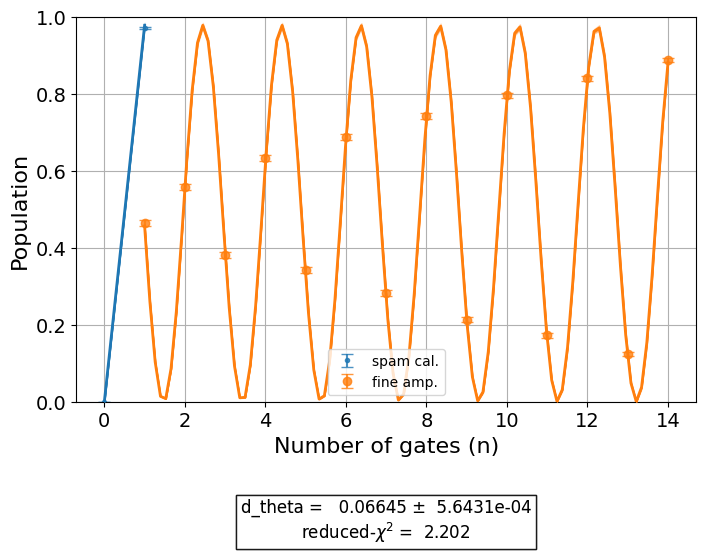 1.0
0.8
0.6
0.4
0.2
0.0
Population
spam cal.
fine amp.
0 2 4 6 8 10 12 14
Number of gates (n)
d_theta = 0.06645 ± 5.6431e-04
reduced-χ² = 2.202